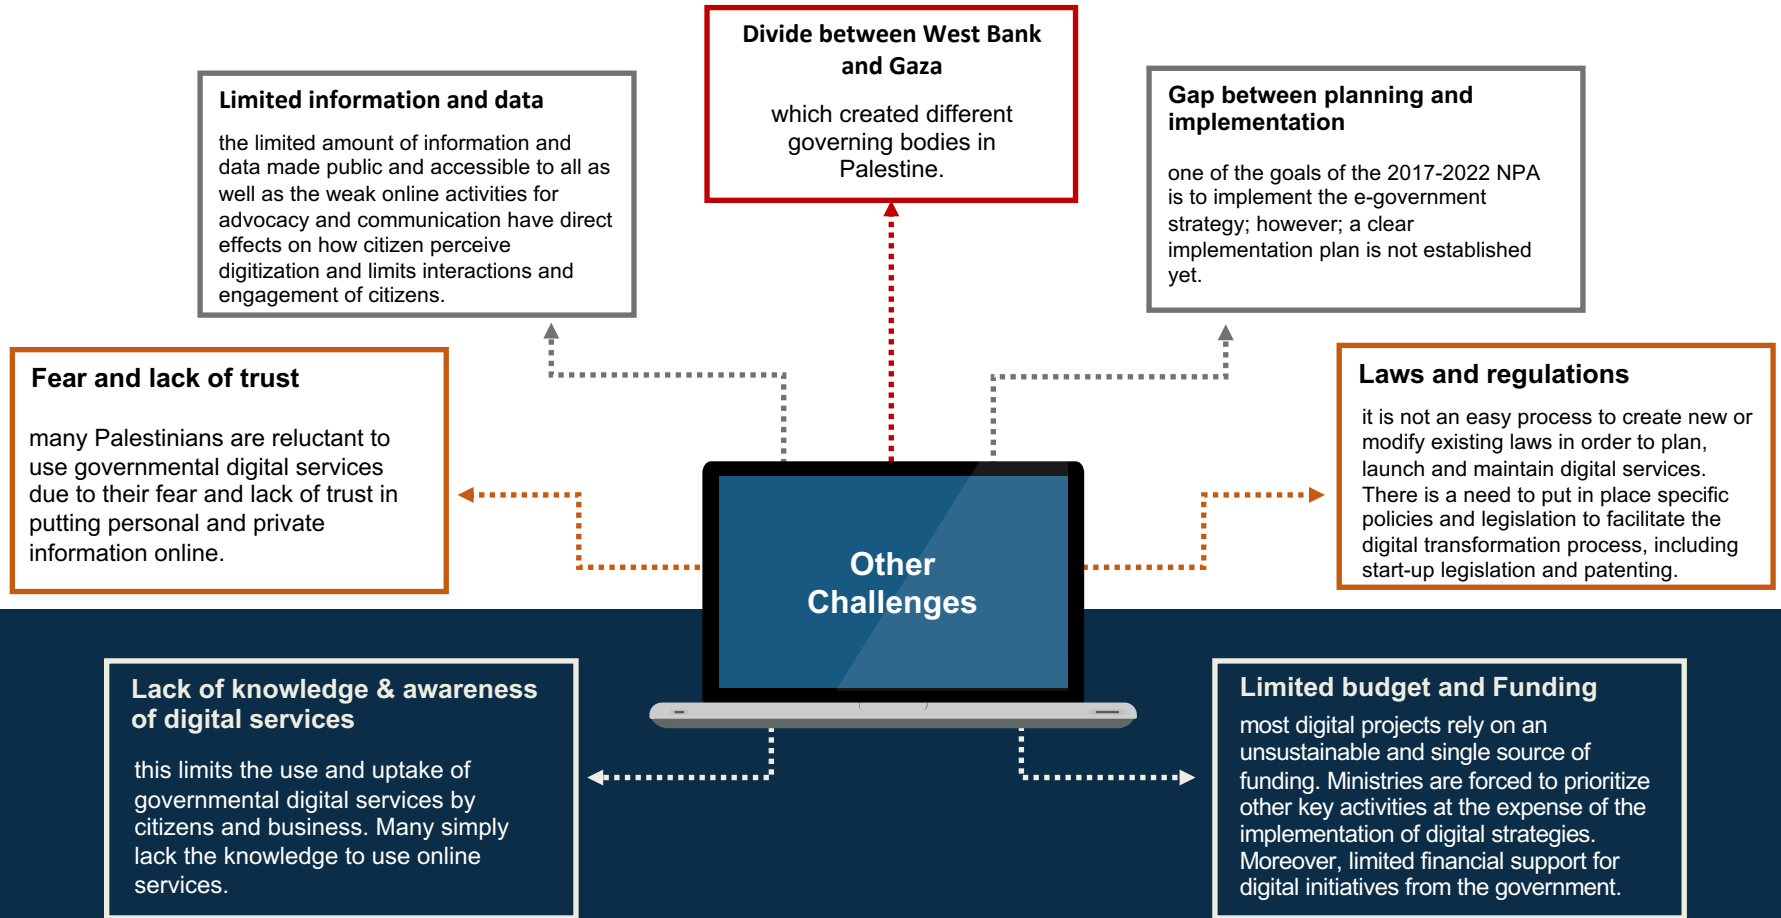 Divide between West Bank
and Gaza
which created different
governing bodies in
Palestine.
Limited information and data
the limited amount of information and
data made public and accessible to all as
well as the weak online activities for
advocacy and communication have direct
effects on how citizen perceive
digitization and limits interactions and
engagement of citizens.
Gap between planning and
implementation
one of the goals of the 2017-2022 NPA
is to implement the e-government
strategy; however; a clear
implementation plan is not established
yet.
Fear and lack of trust
many Palestinians are reluctant to
use governmental digital services
due to their fear and lack of trust in
putting personal and private
information online.
Laws and regulations
it is not an easy process to create new or
modify existing laws in order to plan,
launch and maintain digital services.
There is a need to put in place specific
policies and legislation to facilitate the
digital transformation process, including
start-up legislation and patenting.
Other
Challenges
Lack of knowledge & awareness
of digital services
this limits the use and uptake of
governmental digital services by
citizens and business. Many simply
lack the knowledge to use online
services.
Limited budget and Funding
most digital projects rely on an
unsustainable and single source of
funding. Ministries are forced to prioritize
other key activities at the expense of the
implementation of digital strategies.
Moreover, limited financial support for
digital initiatives from the government.